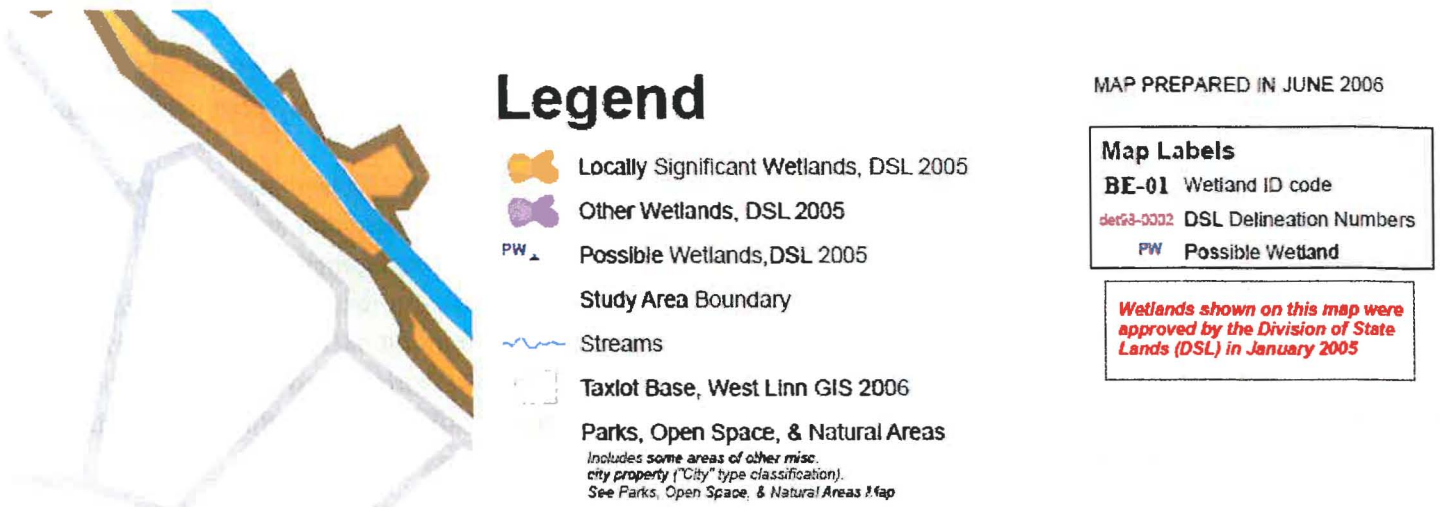 Legend
Locally Significant Wetlands, DSL 2005
Other Wetlands, DSL 2005
PW
Possible Wetlands,DSL 2005
Study Area Boundary
Streams
Taxlot Base, West Linn GIS 2006
Parks, Open Space, & Natural Areas
Includes some areas of other misc.
city property ("City" type classification).
See Parks, Open Space, & Natural Areas Map
MAP PREPARED IN JUNE 2006
Map Labels
BE-01 Wetland ID code
det98-0002 DSL Delineation Numbers
PW Possible Wetland
Wetlands shown on this map were
approved by the Division of State
Lands (DSL) in January 2005